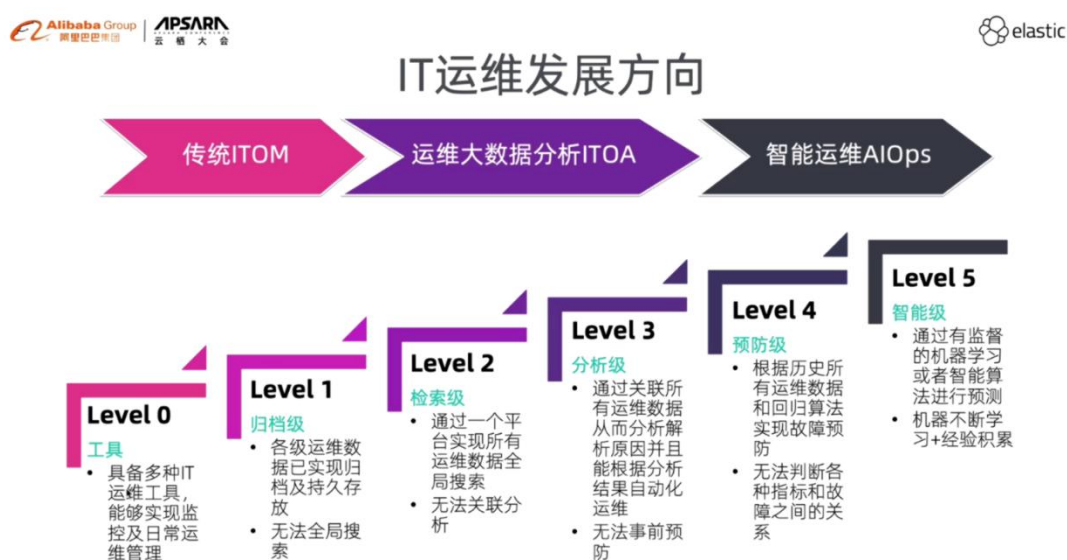 Alibaba Group
阿里巴巴集团
APSARA
云栖大会
elastic
IT运维发展方向
传统ITOM
运维大数据分析ITOA
智能运维AIOps
Level 0
工具
• 具备多种IT
运维工具，
能够实现监
控及日常运
维管理
Level 1
归档级
• 各级运维数
据已实现归
档及持久存
放
• 无法全局搜
索
Level 2
检索级
• 通过一个平
台实现所有
运维数据全
局搜索
• 无法关联分
析
Level 3
分析级
• 通过关联所
有运维数据
从而分析解
析原因并且
能根据分析
结果自动化
运维
• 无法事前预
防
Level 4
预防级
• 根据历史所
有运维数据
和回归算法
实现故障预
防
• 无法判断各
种指标和故
障之间的关
系
Level 5
智能级
• 通过有监督
的机器学习
或者智能算
法进行预测
• 机器不断学
习+经验积累